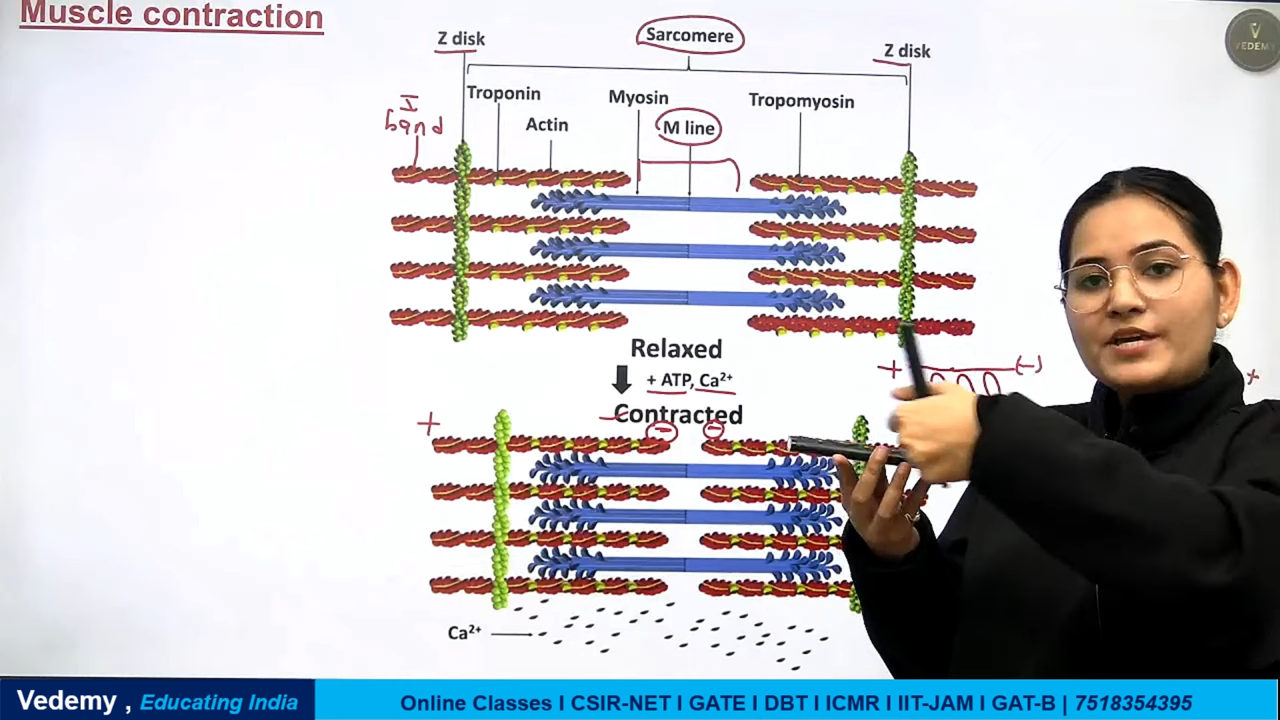 Muscle contraction
Sarcomere
Z disk
Z disk
VEDEMY
Troponin
Myosin
Tropomyosin
I
band
Actin
M line
Relaxed
+ ATP, Ca²⁺
+ (-)
Contracted
+ - -
+
Ca²⁺
Vedemy , Educating India
Online Classes I CSIR-NET I GATE I DBT I ICMR I IIT-JAM I GAT-B | 7518354395